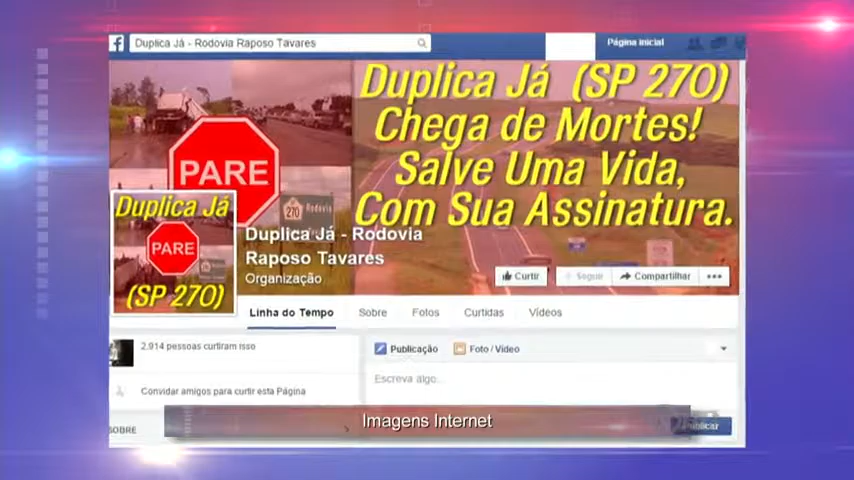 Duplica Já - Rodovia Raposo Tavares
Página inicial
Duplica Já (SP 270)
Chega de Mortes!
Salve Uma Vida,
Com Sua Assinatura.
PARE
270 Rodovia
Duplica Já
PARE
(SP 270)
Duplica Já - Rodovia
Raposo Tavares
Organização
Curtir
Seguir
Compartilhar
Linha do Tempo
Sobre
Fotos
Curtidas
Vídeos
2.914 pessoas curtiram isso
Publicação
Foto / Vídeo
Escreva algo...
Convidar amigos para curtir esta Página
SOBRE
Imagens Internet
Publicar